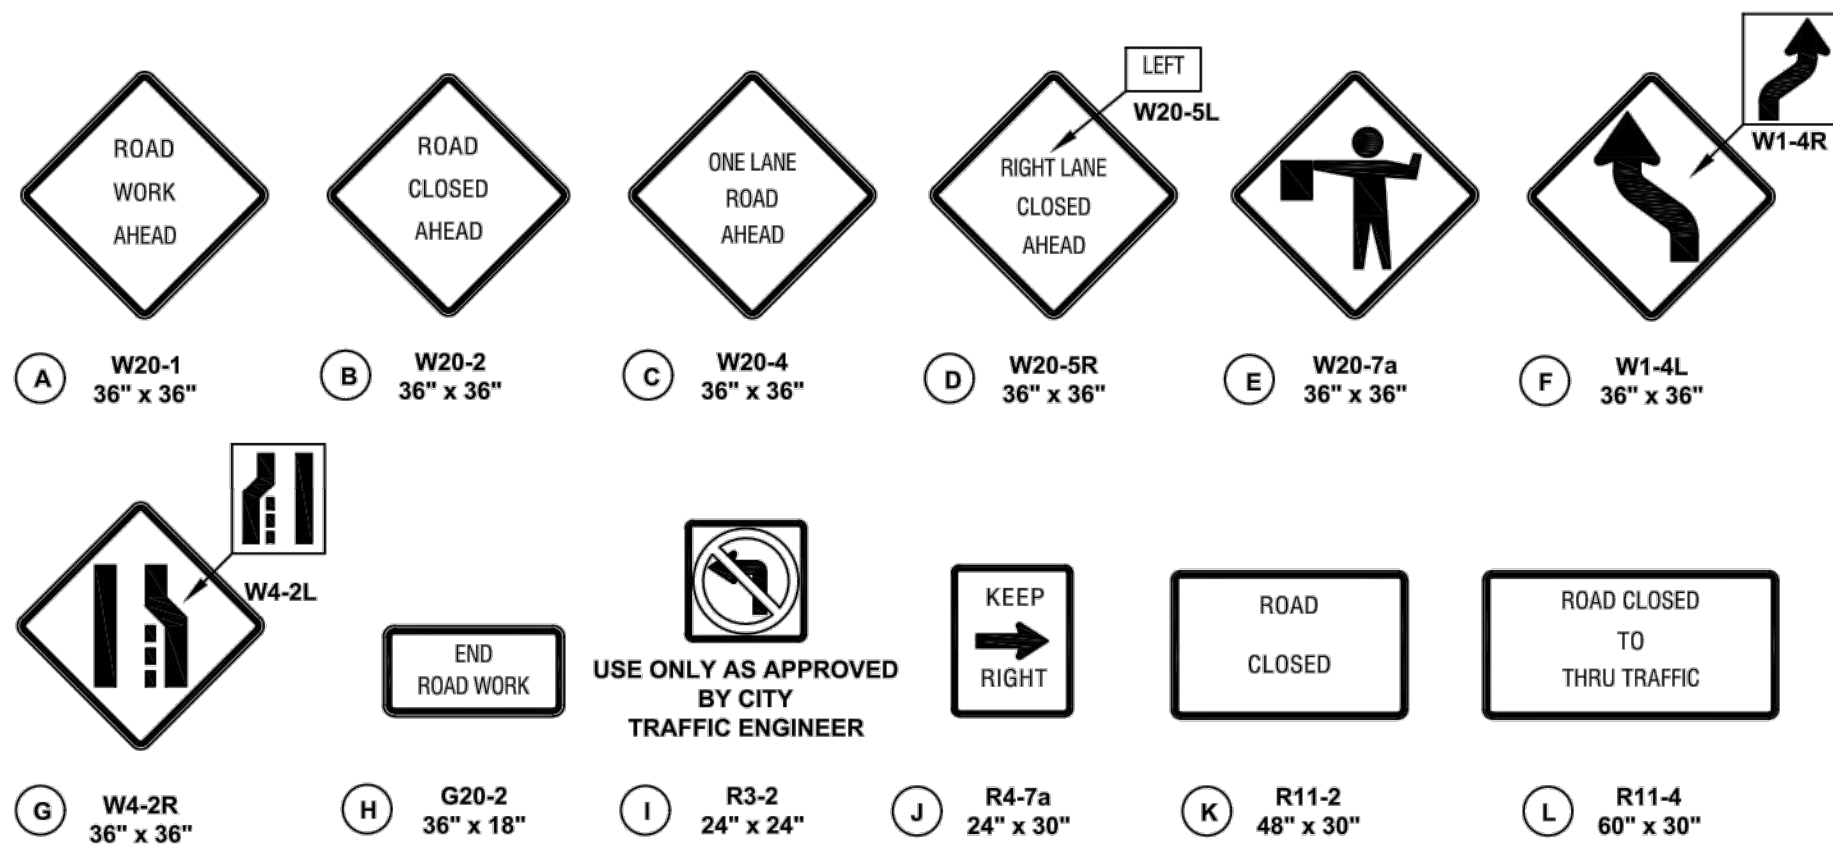 ROAD
WORK
AHEAD
A
W20-1
36" x 36"
ROAD
CLOSED
AHEAD
B
W20-2
36" x 36"
ONE LANE
ROAD
AHEAD
C
W20-4
36" x 36"
LEFT
W20-5L
RIGHT LANE
CLOSED
AHEAD
D
W20-5R
36" x 36"
E
W20-7a
36" x 36"
W1-4R
F
W1-4L
36" x 36"
W4-2L
G
W4-2R
36" x 36"
END
ROAD WORK
H
G20-2
36" x 18"
USE ONLY AS APPROVED
BY CITY
TRAFFIC ENGINEER
I
R3-2
24" x 24"
KEEP
RIGHT
J
R4-7a
24" x 30"
ROAD
CLOSED
K
R11-2
48" x 30"
ROAD CLOSED
TO
THRU TRAFFIC
L
R11-4
60" x 30"